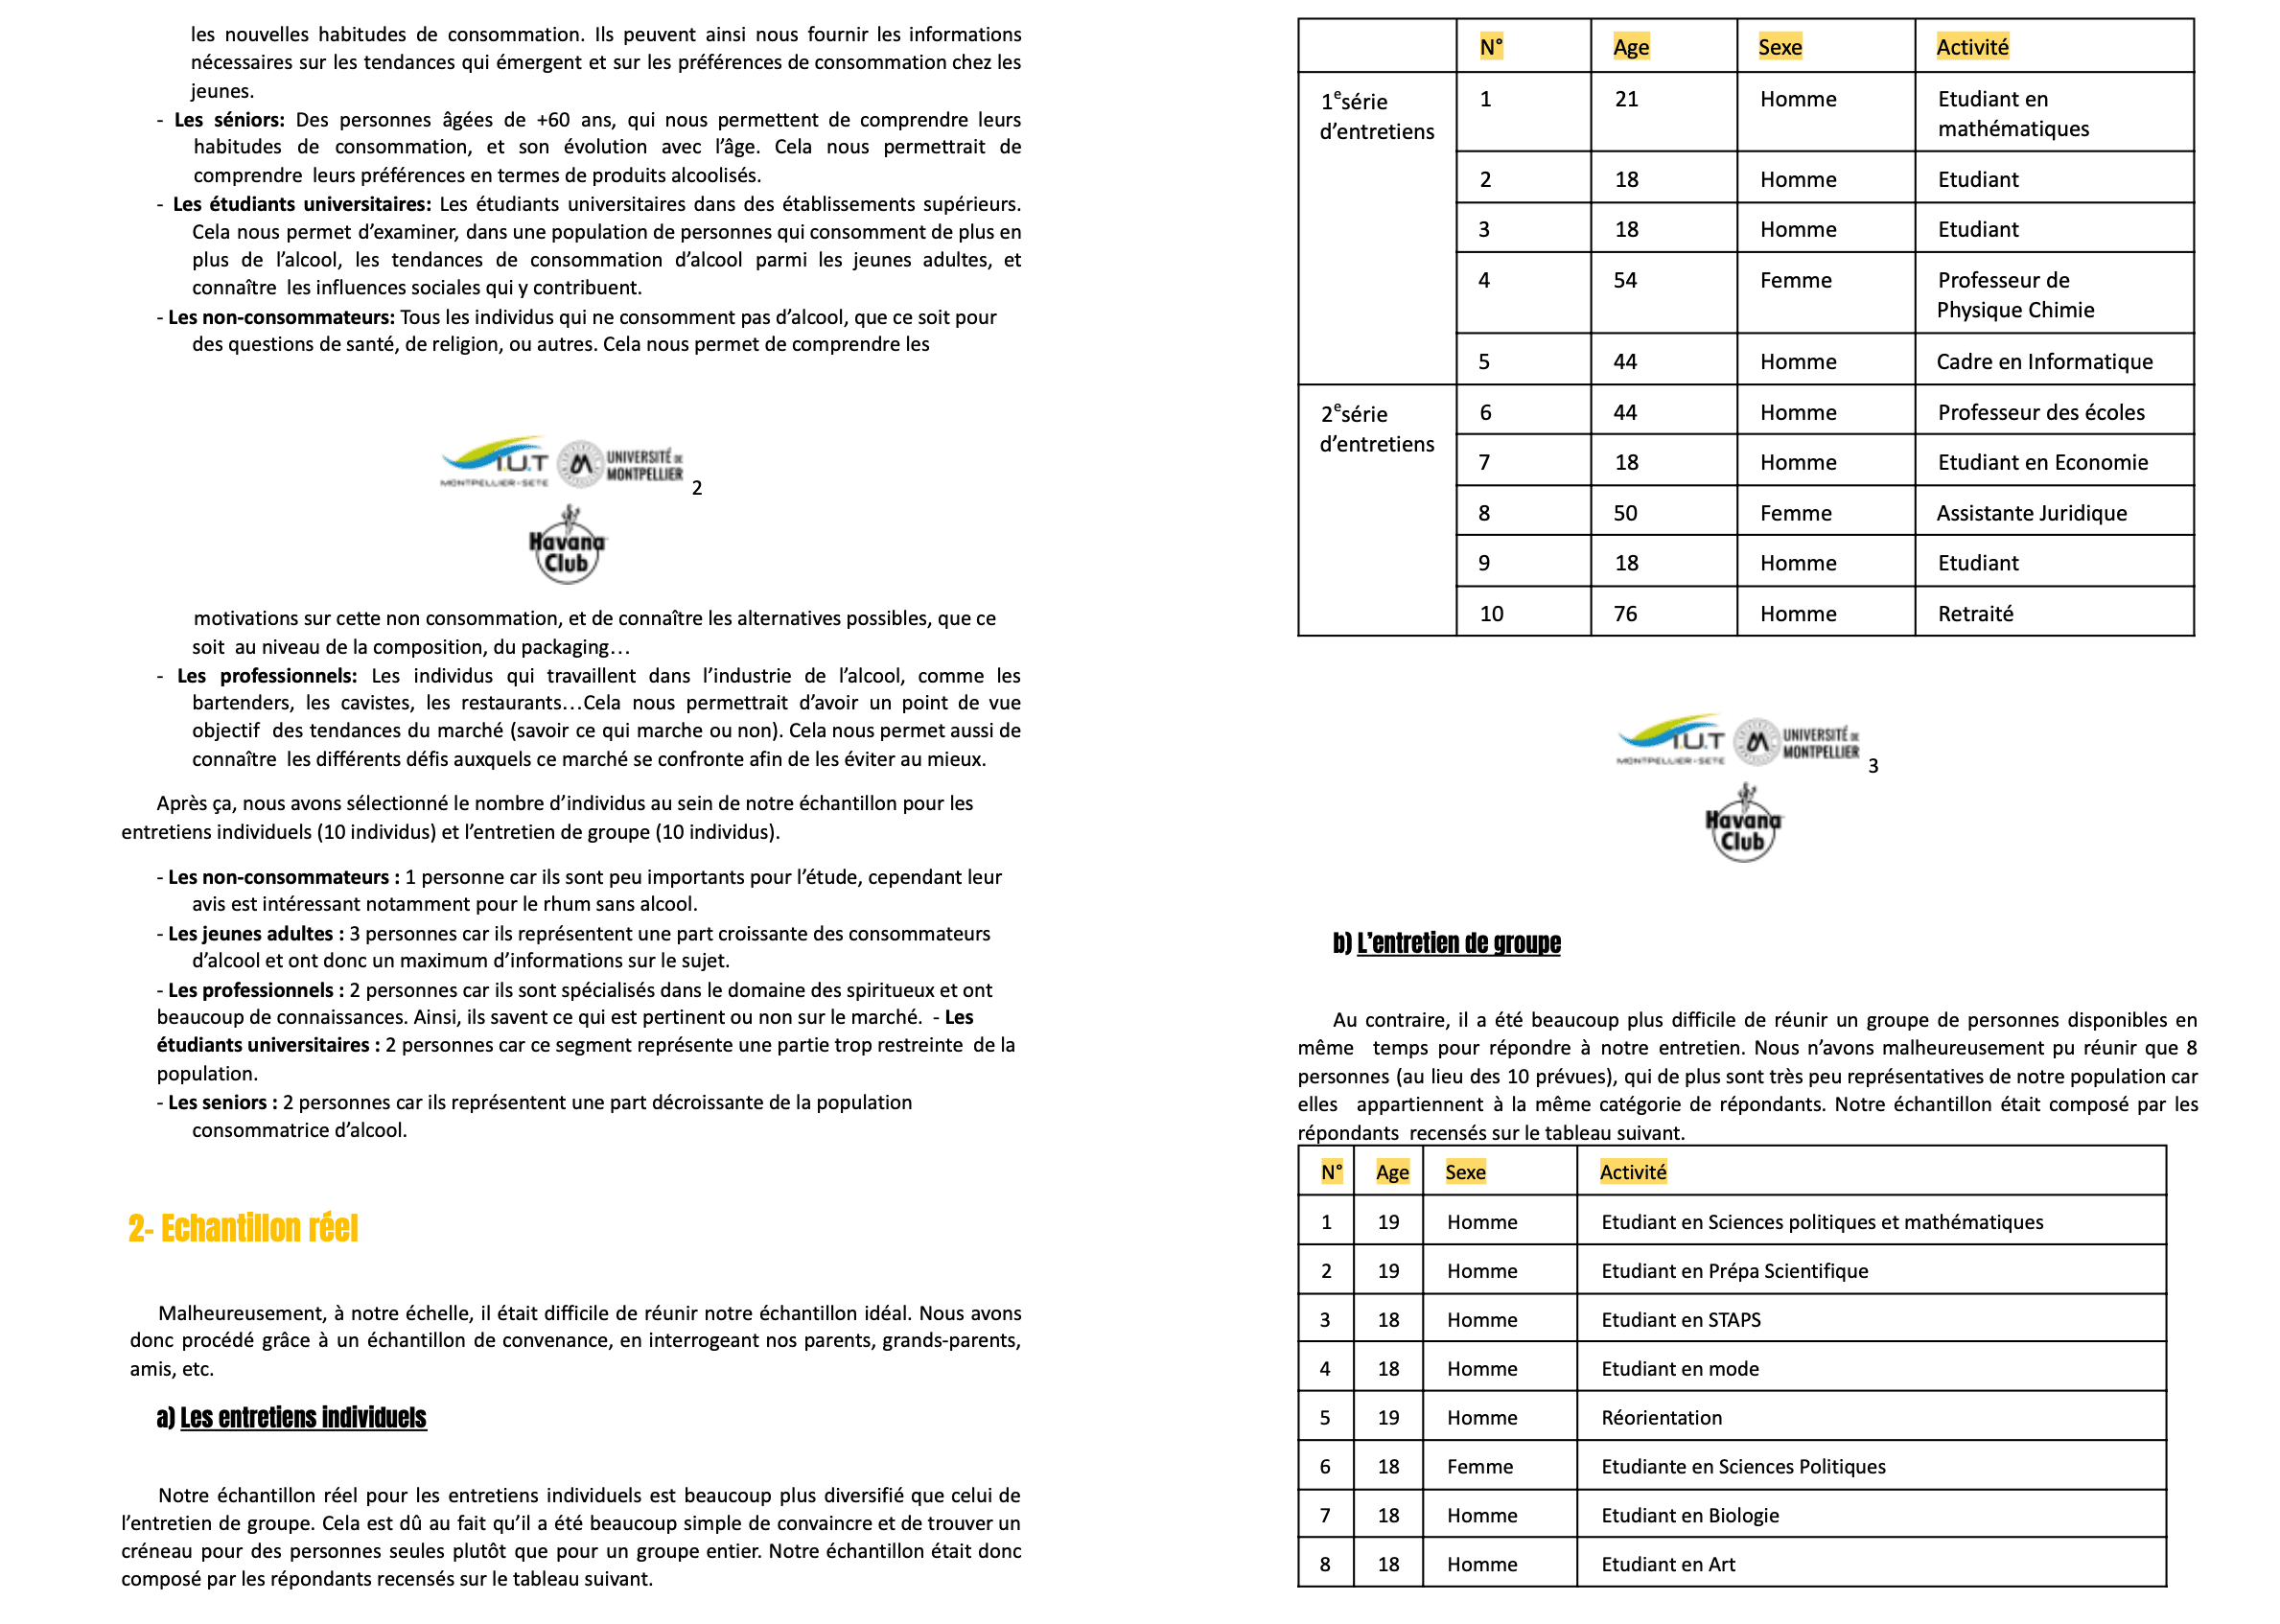 les nouvelles habitudes de consommation. Ils peuvent ainsi nous fournir les informations
nécessaires sur les tendances qui émergent et sur les préférences de consommation chez les
jeunes.
- Les séniors: Des personnes âgées de +60 ans, qui nous permettent de comprendre leurs
habitudes de consommation, et son évolution avec l’âge. Cela nous permettrait de
comprendre leurs préférences en termes de produits alcoolisés.
- Les étudiants universitaires: Les étudiants universitaires dans des établissements supérieurs.
Cela nous permet d’examiner, dans une population de personnes qui consomment de plus en
plus de l’alcool, les tendances de consommation d’alcool parmi les jeunes adultes, et
connaître les influences sociales qui y contribuent.
- Les non-consommateurs: Tous les individus qui ne consomment pas d’alcool, que ce soit pour
des questions de santé, de religion, ou autres. Cela nous permet de comprendre les
I.U.T
MONTPELLIER-SETE
UNIVERSITÉ DE
MONTPELLIER
2
Havana
Club
motivations sur cette non consommation, et de connaître les alternatives possibles, que ce
soit au niveau de la composition, du packaging…
- Les professionnels: Les individus qui travaillent dans l’industrie de l’alcool, comme les
bartenders, les cavistes, les restaurants…Cela nous permettrait d’avoir un point de vue
objectif des tendances du marché (savoir ce qui marche ou non). Cela nous permet aussi de
connaître les différents défis auxquels ce marché se confronte afin de les éviter au mieux.
Après ça, nous avons sélectionné le nombre d’individus au sein de notre échantillon pour les
entretiens individuels (10 individus) et l’entretien de groupe (10 individus).
- Les non-consommateurs : 1 personne car ils sont peu importants pour l’étude, cependant leur
avis est intéressant notamment pour le rhum sans alcool.
- Les jeunes adultes : 3 personnes car ils représentent une part croissante des consommateurs
d’alcool et ont donc un maximum d’informations sur le sujet.
- Les professionnels : 2 personnes car ils sont spécialisés dans le domaine des spiritueux et ont
beaucoup de connaissances. Ainsi, ils savent ce qui est pertinent ou non sur le marché. - Les
étudiants universitaires : 2 personnes car ce segment représente une partie trop restreinte de la
population.
- Les seniors : 2 personnes car ils représentent une part décroissante de la population
consommatrice d’alcool.
2- Echantillon réel
Malheureusement, à notre échelle, il était difficile de réunir notre échantillon idéal. Nous avons
donc procédé grâce à un échantillon de convenance, en interrogeant nos parents, grands-parents,
amis, etc.
a) Les entretiens individuels
Notre échantillon réel pour les entretiens individuels est beaucoup plus diversifié que celui de
l’entretien de groupe. Cela est dû au fait qu’il a été beaucoup simple de convaincre et de trouver un
créneau pour des personnes seules plutôt que pour un groupe entier. Notre échantillon était donc
composé par les répondants recensés sur le tableau suivant.
N° Age Sexe Activité
1e série d’entretiens
1 21 Homme Etudiant en mathématiques
2 18 Homme Etudiant
3 18 Homme Etudiant
4 54 Femme Professeur de Physique Chimie
5 44 Homme Cadre en Informatique
2e série d’entretiens
6 44 Homme Professeur des écoles
7 18 Homme Etudiant en Economie
8 50 Femme Assistante Juridique
9 18 Homme Etudiant
10 76 Homme Retraité
I.U.T
MONTPELLIER-SETE
UNIVERSITÉ DE
MONTPELLIER
3
Havana
Club
b) L’entretien de groupe
Au contraire, il a été beaucoup plus difficile de réunir un groupe de personnes disponibles en
même temps pour répondre à notre entretien. Nous n’avons malheureusement pu réunir que 8
personnes (au lieu des 10 prévues), qui de plus sont très peu représentatives de notre population car
elles appartiennent à la même catégorie de répondants. Notre échantillon était composé par les
répondants recensés sur le tableau suivant.
N° Age Sexe Activité
1 19 Homme Etudiant en Sciences politiques et mathématiques
2 19 Homme Etudiant en Prépa Scientifique
3 18 Homme Etudiant en STAPS
4 18 Homme Etudiant en mode
5 19 Homme Réorientation
6 18 Femme Etudiante en Sciences Politiques
7 18 Homme Etudiant en Biologie
8 18 Homme Etudiant en Art